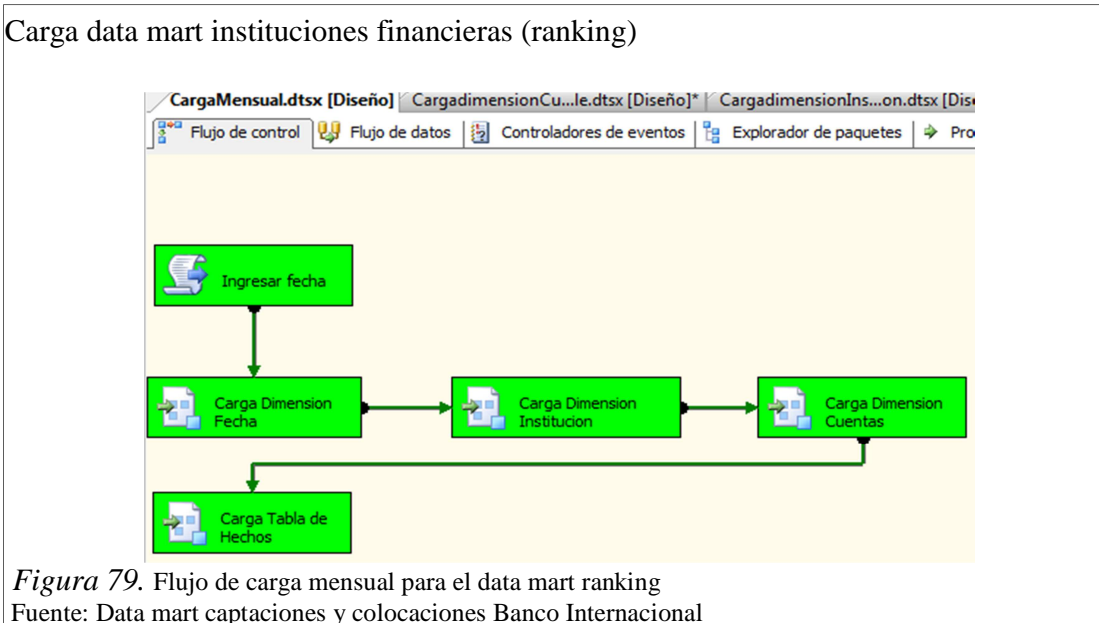 Carga data mart instituciones financieras (ranking)
CargaMensual.dtsx [Diseño] CargadimensionCu...le.dtsx [Diseño]* CargadimensionIns...on.dtsx [Dise
Flujo de control Flujo de datos Controladores de eventos Explorador de paquetes Pro
Ingresar fecha
Carga Dimension
Fecha
Carga Dimension
Institucion
Carga Dimension
Cuentas
Carga Tabla de
Hechos
Figura 79. Flujo de carga mensual para el data mart ranking
Fuente: Data mart captaciones y colocaciones Banco Internacional